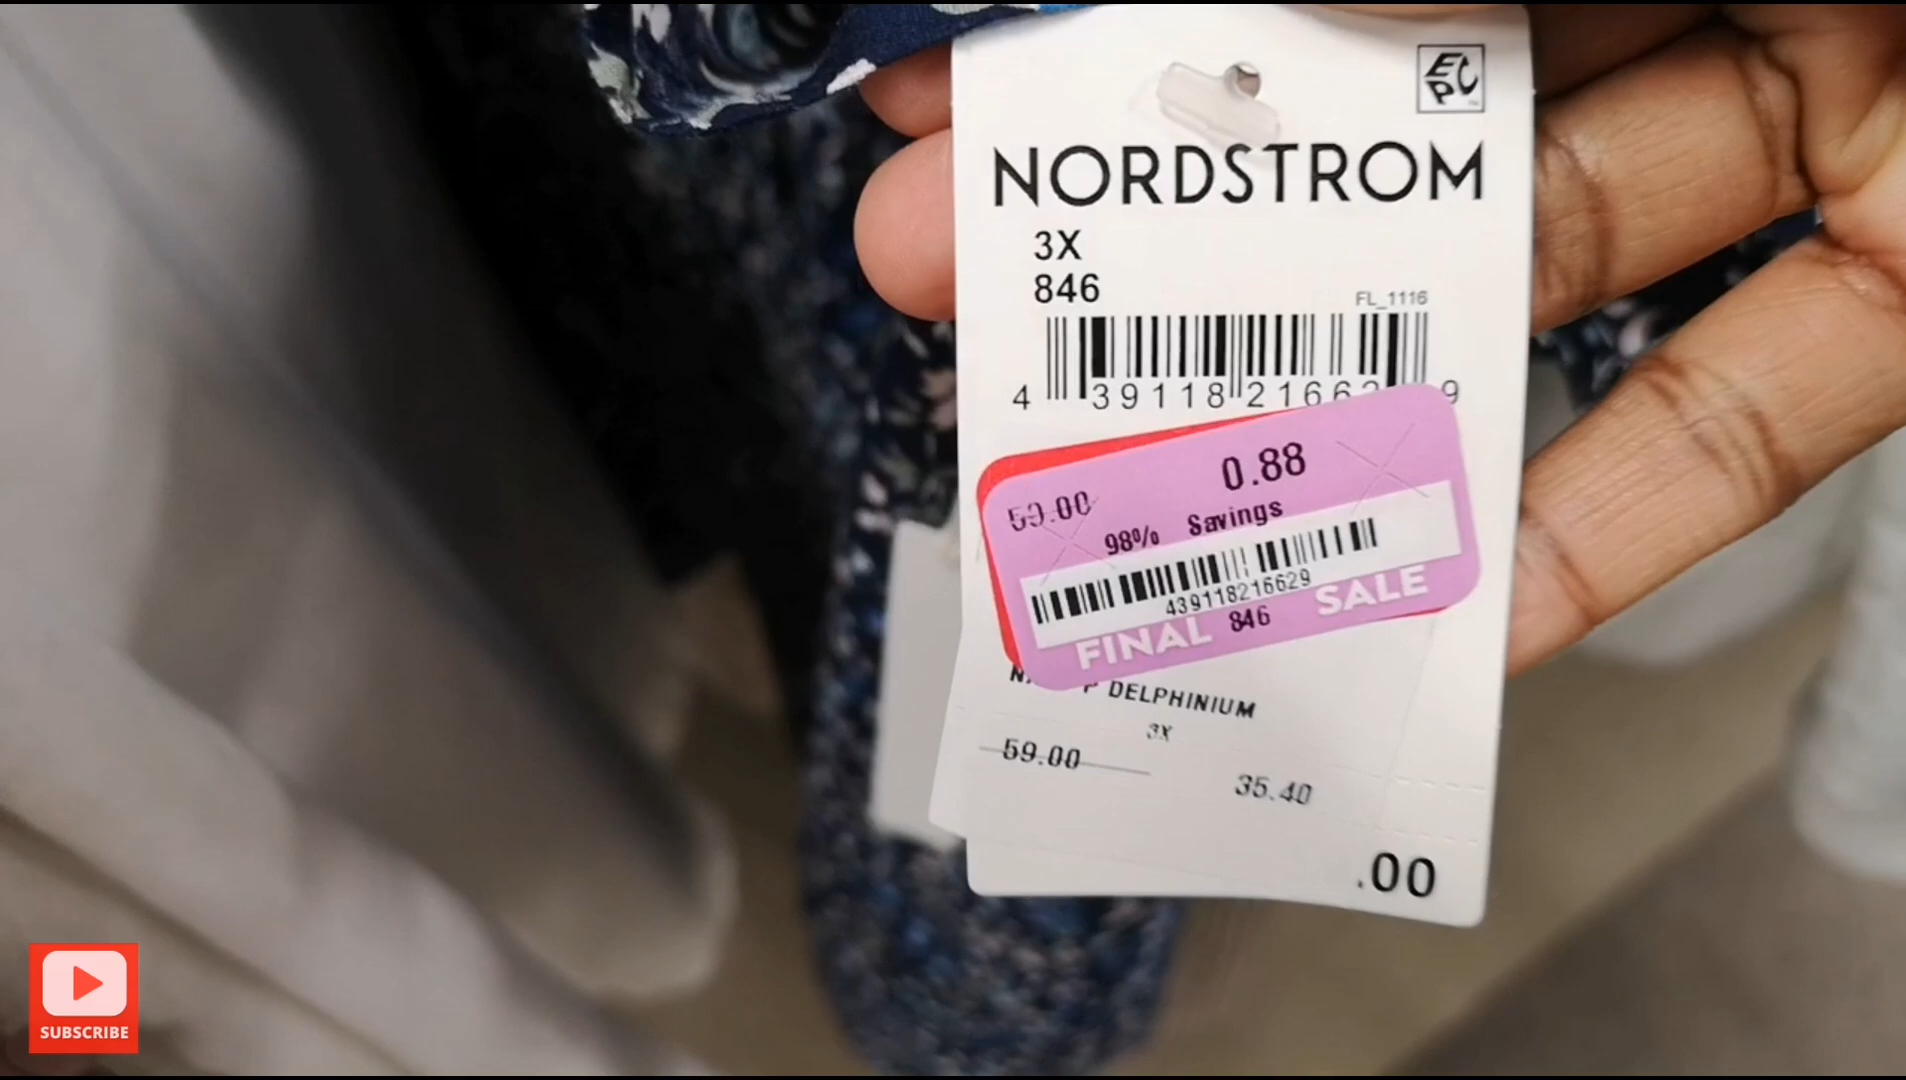 EPC
NORDSTROM
3X
846
FL_1116
4 39118 2166 9
0.88
59.00
98% Savings
439118216629
FINAL 846 SALE
P DELPHINIUM
3X
59.00
35.40
.00
SUBSCRIBE